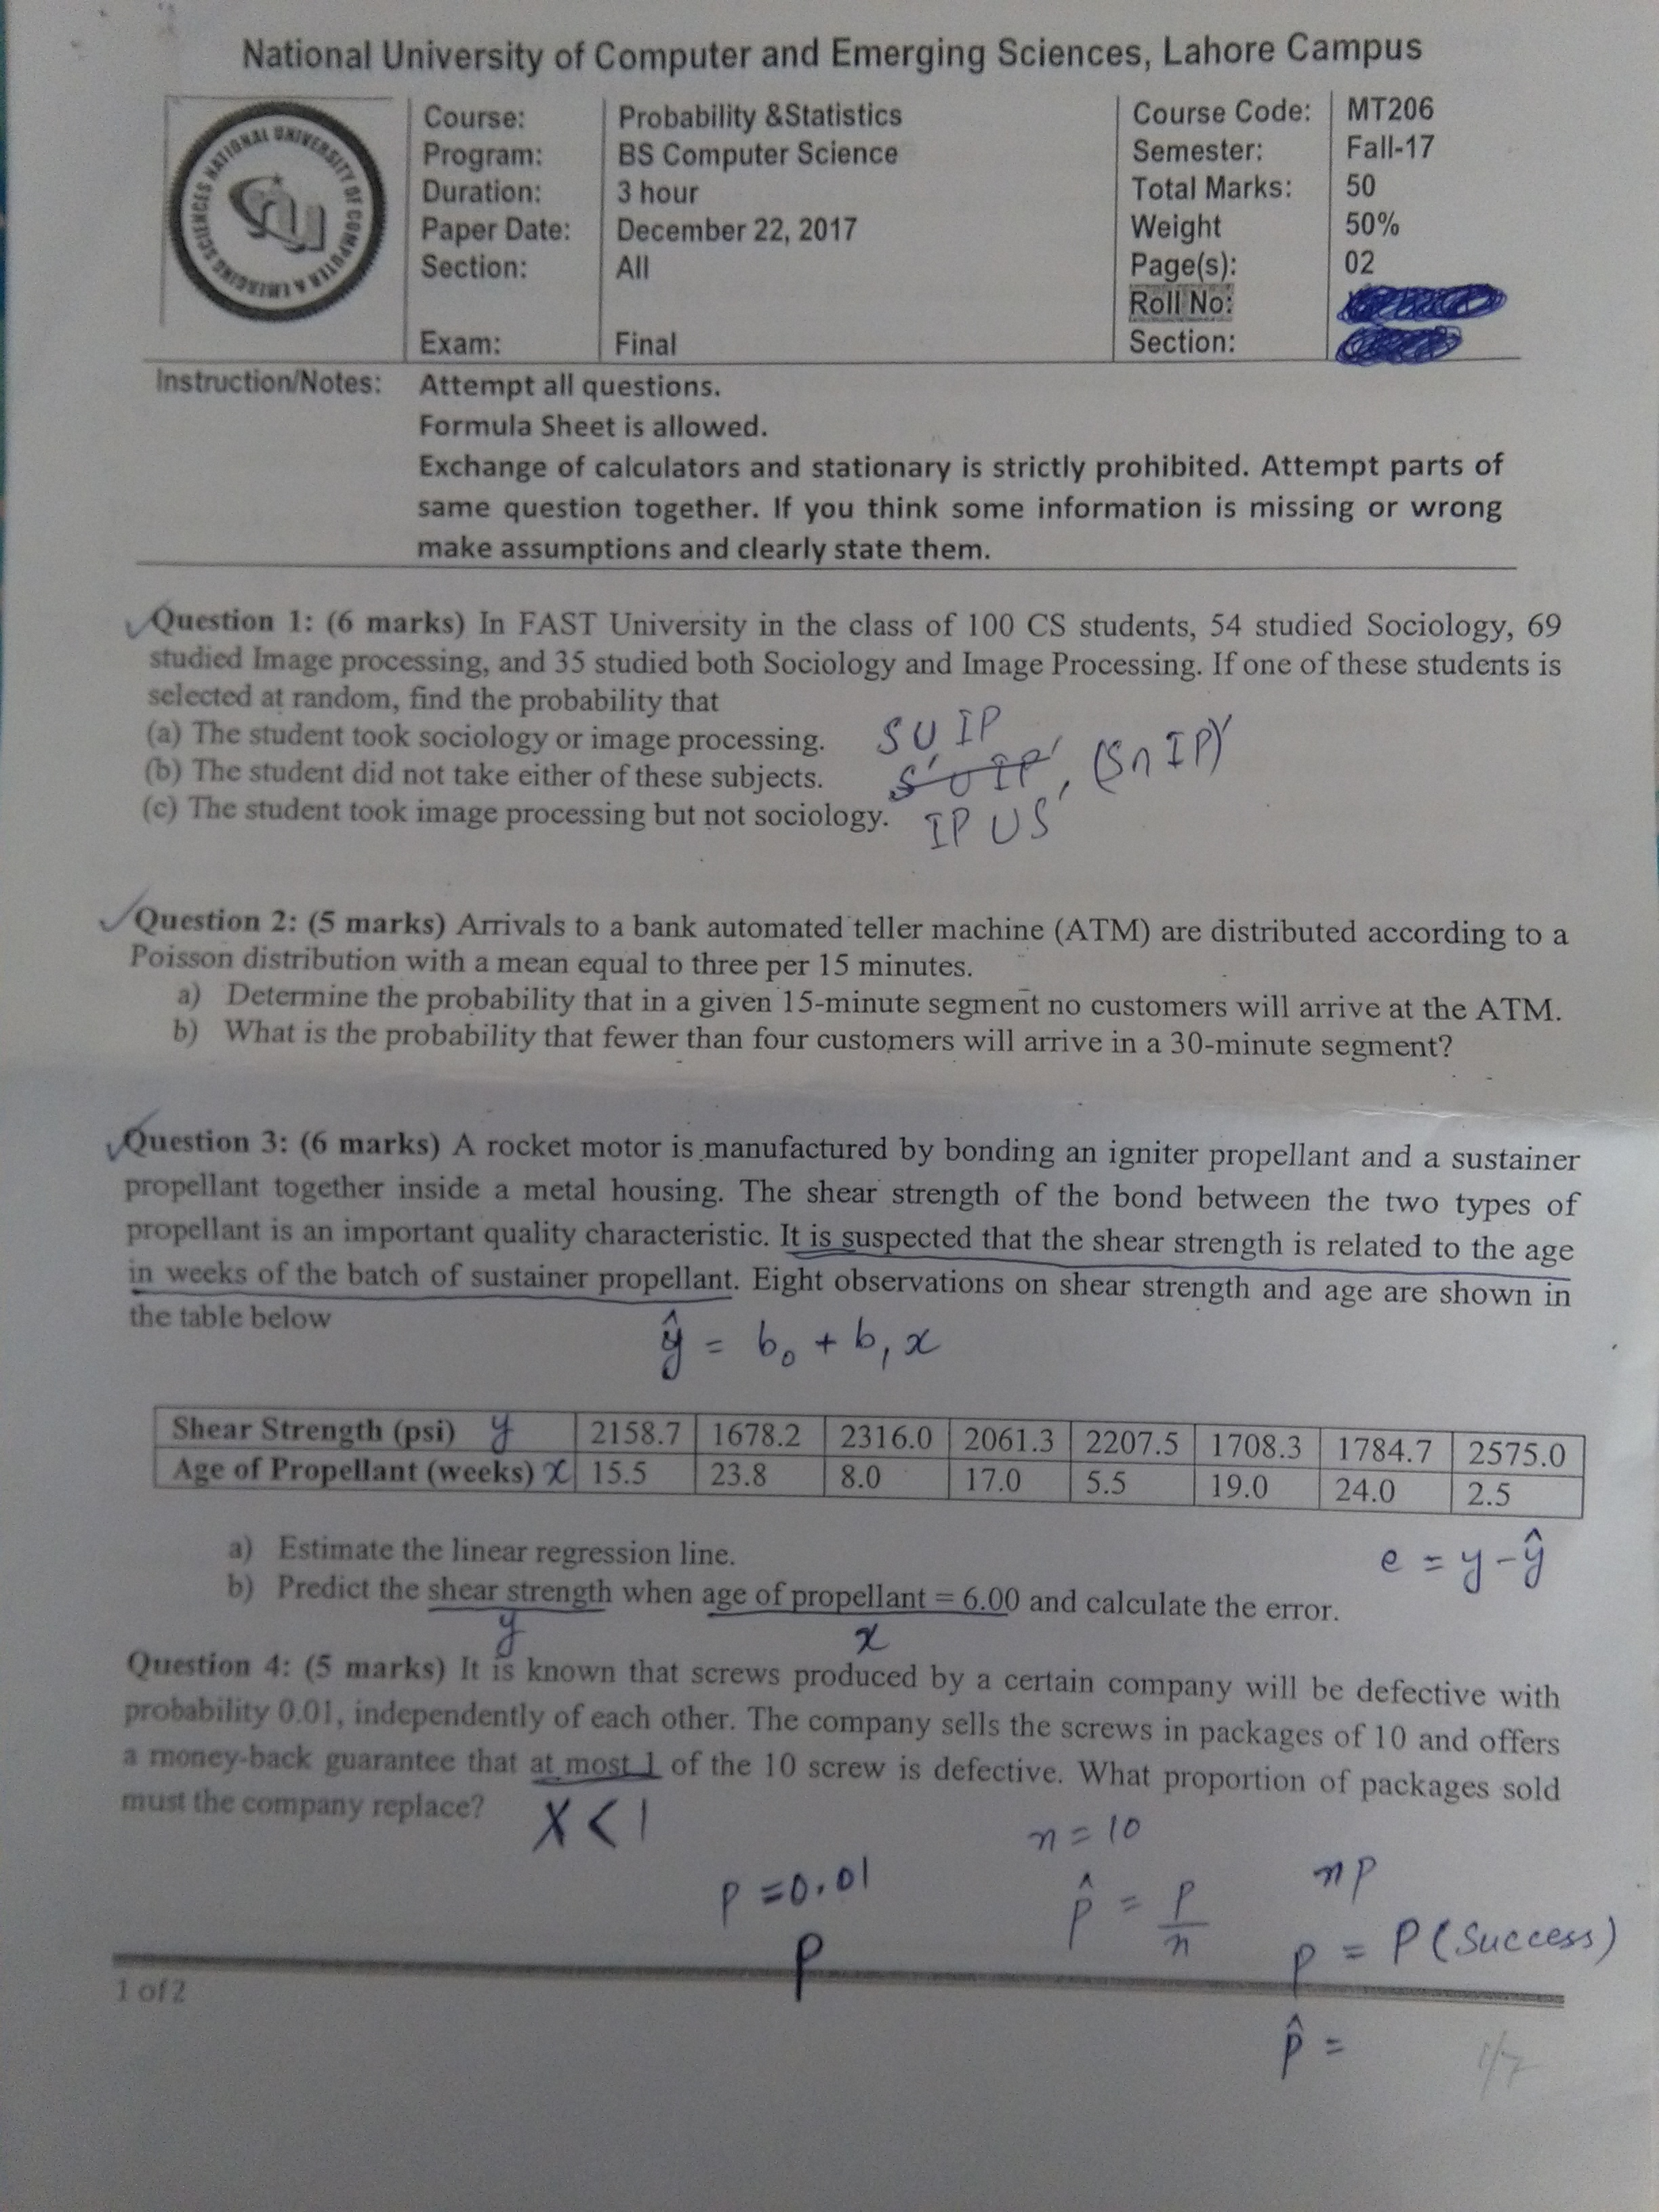 National University of Computer and Emerging Sciences, Lahore Campus
NATIONAL UNIVERSITY OF COMPUTER & EMERGING SCIENCES
Course: Probability &Statistics Course Code: MT206
Program: BS Computer Science Semester: Fall-17
Duration: 3 hour Total Marks: 50
Paper Date: December 22, 2017 Weight 50%
Section: All Page(s): 02
Roll No:
Exam: Final Section:
Instruction/Notes: Attempt all questions.
Formula Sheet is allowed.
Exchange of calculators and stationary is strictly prohibited. Attempt parts of
same question together. If you think some information is missing or wrong
make assumptions and clearly state them.
Question 1: (6 marks) In FAST University in the class of 100 CS students, 54 studied Sociology, 69
studied Image processing, and 35 studied both Sociology and Image Processing. If one of these students is
selected at random, find the probability that
(a) The student took sociology or image processing. S U IP
(b) The student did not take either of these subjects. S' U IP', (S∩IP)'
(c) The student took image processing but not sociology. IP U S'
Question 2: (5 marks) Arrivals to a bank automated teller machine (ATM) are distributed according to a
Poisson distribution with a mean equal to three per 15 minutes.
a) Determine the probability that in a given 15-minute segment no customers will arrive at the ATM.
b) What is the probability that fewer than four customers will arrive in a 30-minute segment?
Question 3: (6 marks) A rocket motor is manufactured by bonding an igniter propellant and a sustainer
propellant together inside a metal housing. The shear strength of the bond between the two types of
propellant is an important quality characteristic. It is suspected that the shear strength is related to the age
in weeks of the batch of sustainer propellant. Eight observations on shear strength and age are shown in
the table below
ŷ = b₀ + b₁x
Shear Strength (psi) y 2158.7 1678.2 2316.0 2061.3 2207.5 1708.3 1784.7 2575.0
Age of Propellant (weeks) x 15.5 23.8 8.0 17.0 5.5 19.0 24.0 2.5
a) Estimate the linear regression line.
e = y - ŷ
b) Predict the shear strength when age of propellant = 6.00 and calculate the error.
y x
Question 4: (5 marks) It is known that screws produced by a certain company will be defective with
probability 0.01, independently of each other. The company sells the screws in packages of 10 and offers
a money-back guarantee that at most 1 of the 10 screw is defective. What proportion of packages sold
must the company replace? X < 1
n = 10
p = 0.01 p̂ = p/n np
p p = P(Success)
1 of 2
p̂ =